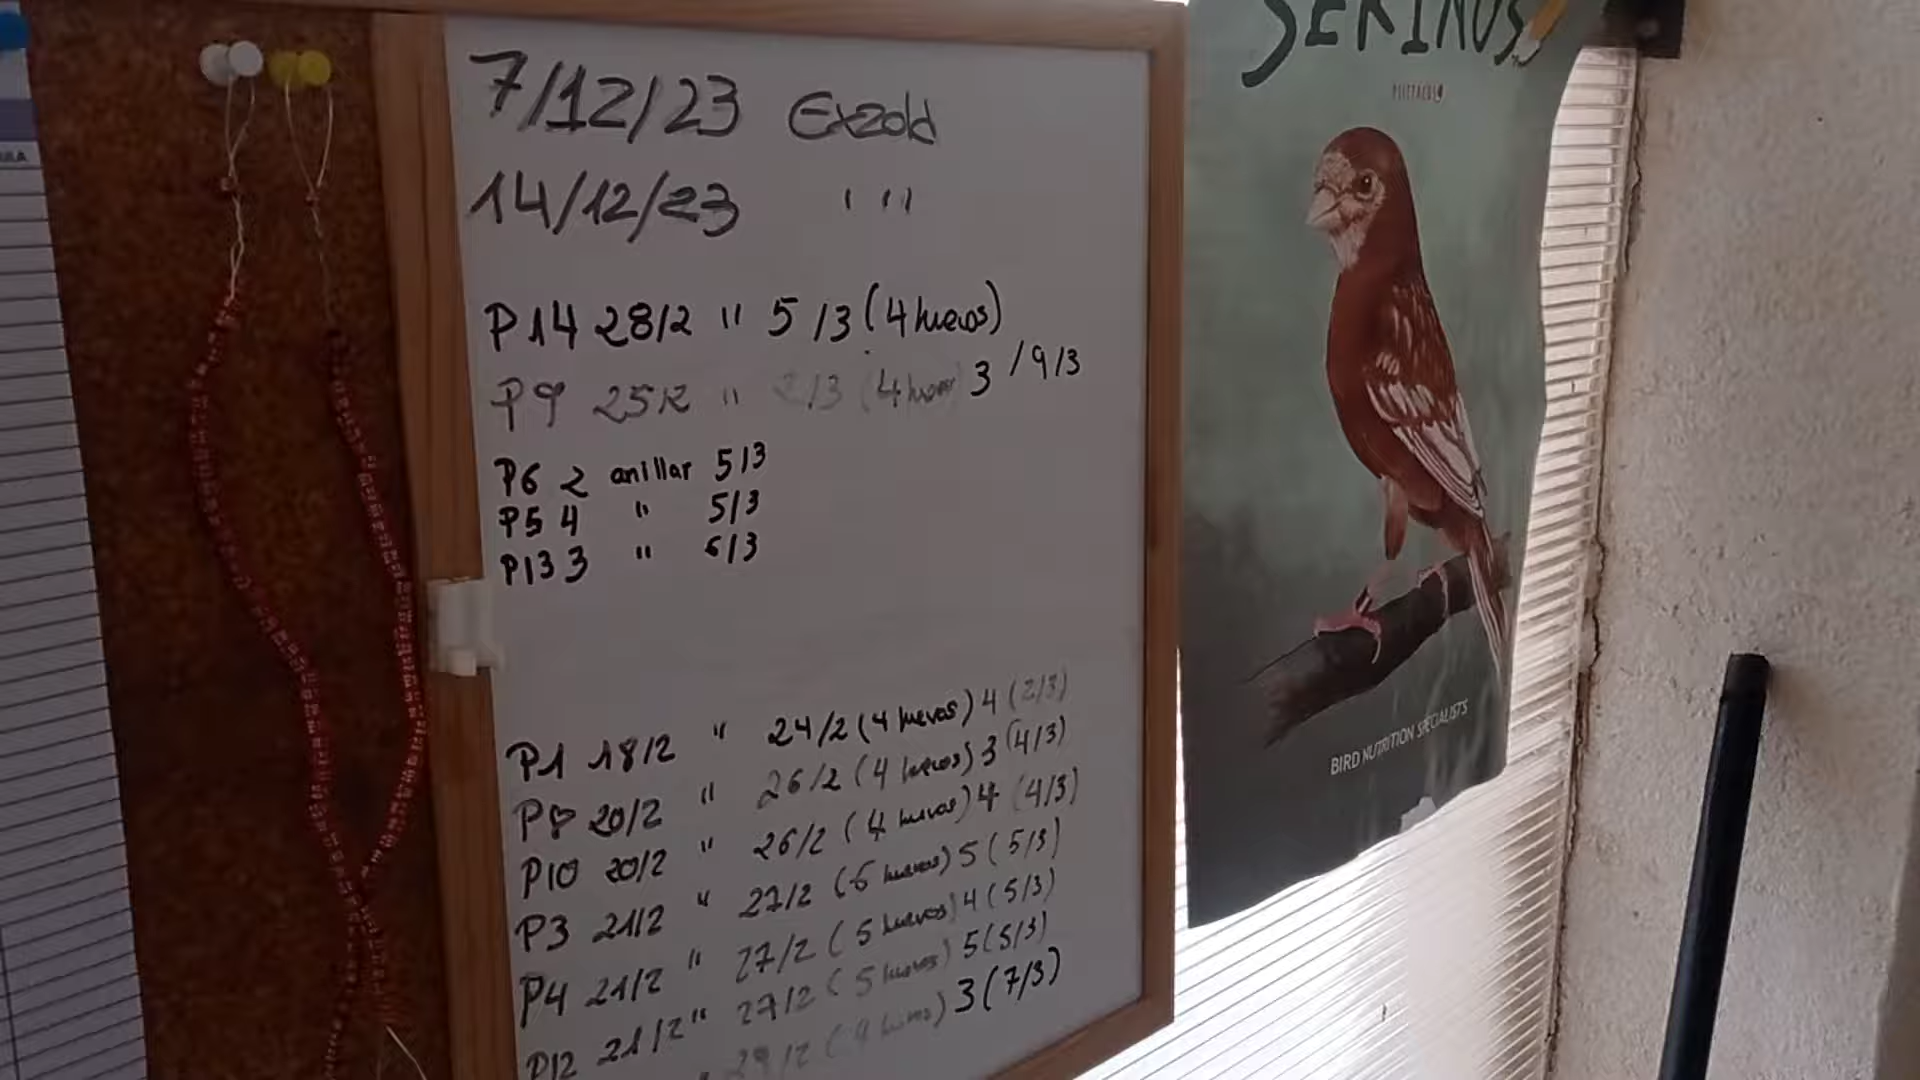 7/12/23 Exzold
14/12/23 " "
P14 28/2 " 5/3 (4 huevos)
P9 25/2 " 2/3 (4 huevos) 3 /9/3
P6 2 anillar 5/3
P5 4 " 5/3
P13 3 " 6/3
P1 18/2 " 24/2 (4 huevos) 4 (2/3)
P8 20/2 " 26/2 (4 huevos) 3 (4/3)
P10 20/2 " 26/2 (4 huevos) 4 (4/3)
P3 21/2 " 27/2 (5 huevos) 5 (5/3)
P4 21/2 " 27/2 (5 huevos) 4 (5/3)
P12 21/2 " 27/2 (5 huevos) 5 (5/3)
" 29/2 (4 huevos) 3 (7/3)
SERINUS
PSITTACUS
BIRD NUTRITION SPECIALISTS